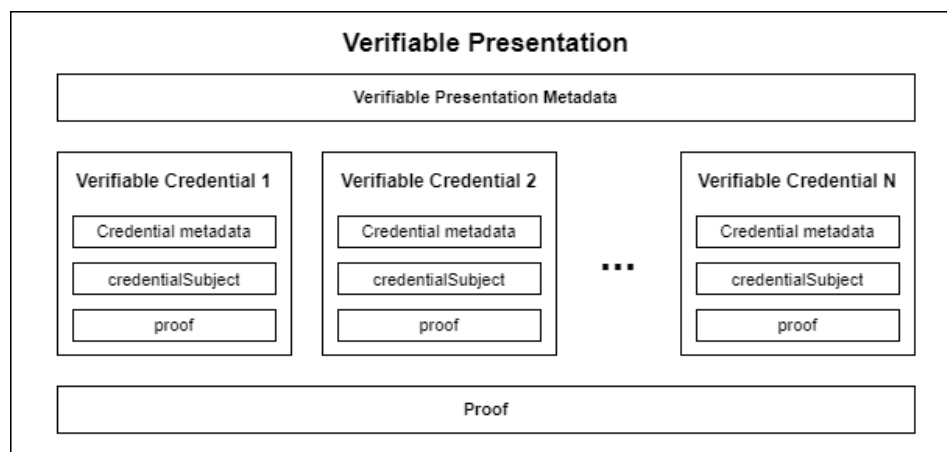 Verifiable Presentation
Verifiable Presentation Metadata
Verifiable Credential 1
Credential metadata
credentialSubject
proof
Verifiable Credential 2
Credential metadata
credentialSubject
proof
...
Verifiable Credential N
Credential metadata
credentialSubject
proof
Proof